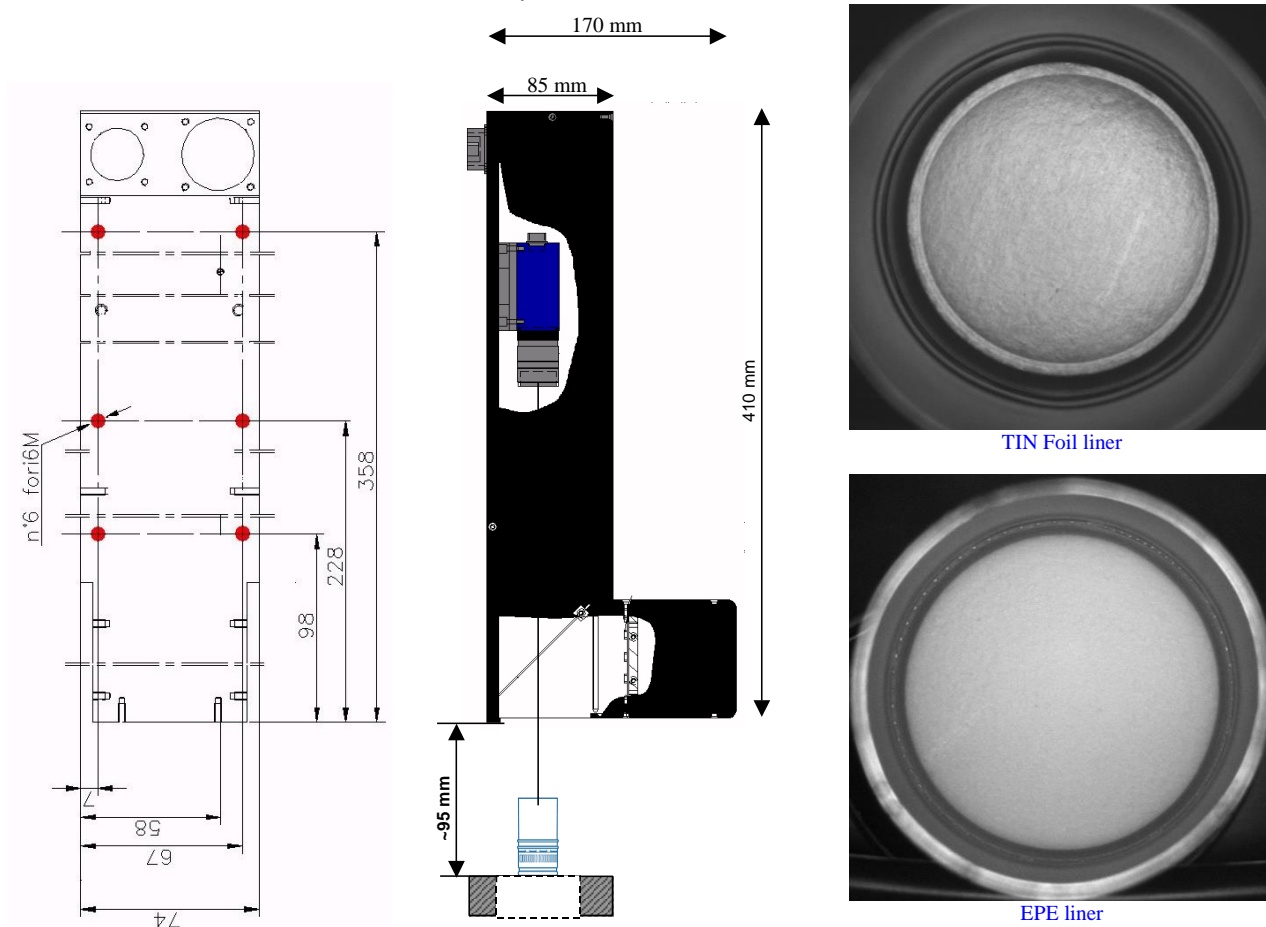 170 mm
85 mm
410 mm
~95 mm
n°6 fori6M
358
228
98
7
58
67
74
TIN Foil liner
EPE liner